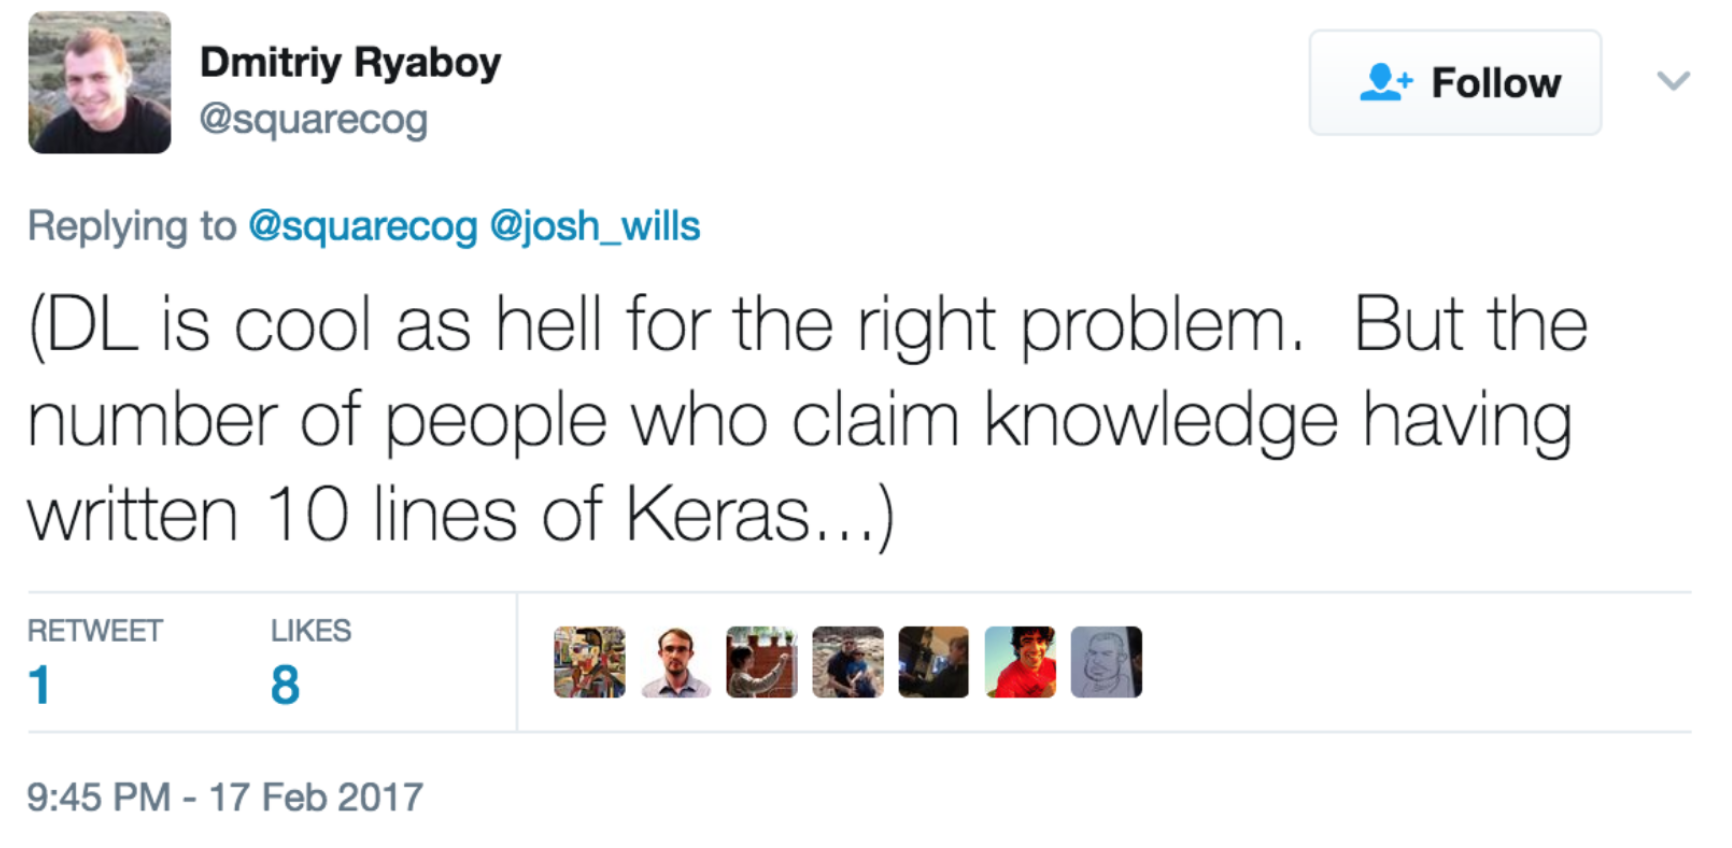 Dmitriy Ryaboy
@squarecog
Follow
Replying to @squarecog @josh_wills
(DL is cool as hell for the right problem.  But the
number of people who claim knowledge having
written 10 lines of Keras...)
RETWEET LIKES
1 8
9:45 PM - 17 Feb 2017